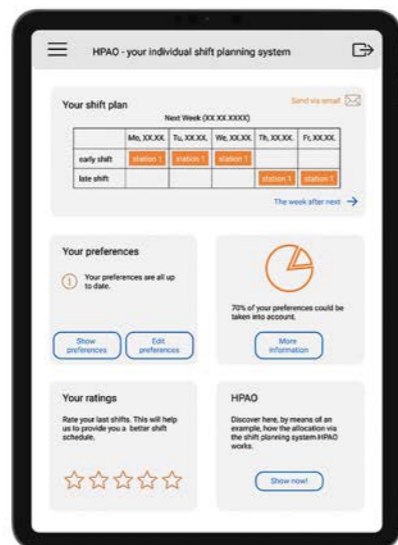 HPAO - your individual shift planning system
Your shift plan
Send via email
Next Week (XX.XX.XXXX)
Mo, XX.XX. Tu, XX.XX. We, XX.XX. Th, XX.XX. Fr, XX.XX.
early shift station 1 station 1 station 1
late shift station 1 station 1
The week after next →
Your preferences
Your preferences are all up
to date.
Show
preferences
Edit
preferences
70% of your preferences could be
taken into account.
More
information
Your ratings
Rate your last shifts. This will help
us to provide you a better shift
schedule.
HPAO
Discover here, by means of an
example, how the allocation via
the shift planning system HPAO
works.
Show now!